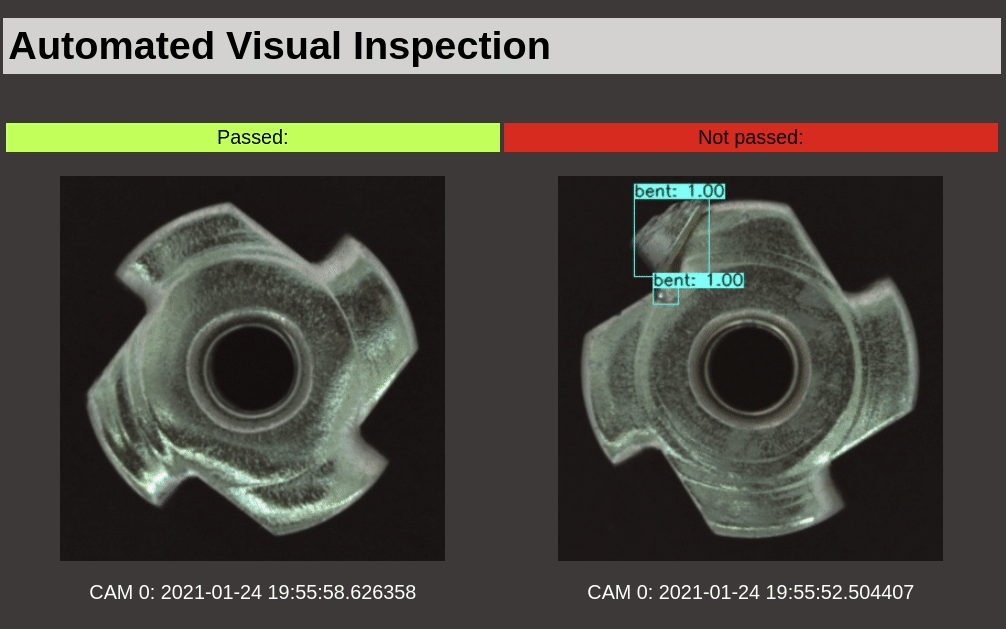 Automated Visual Inspection
Passed:
Not passed:
bent: 1.00
bent: 1.00
CAM 0: 2021-01-24 19:55:58.626358
CAM 0: 2021-01-24 19:55:52.504407